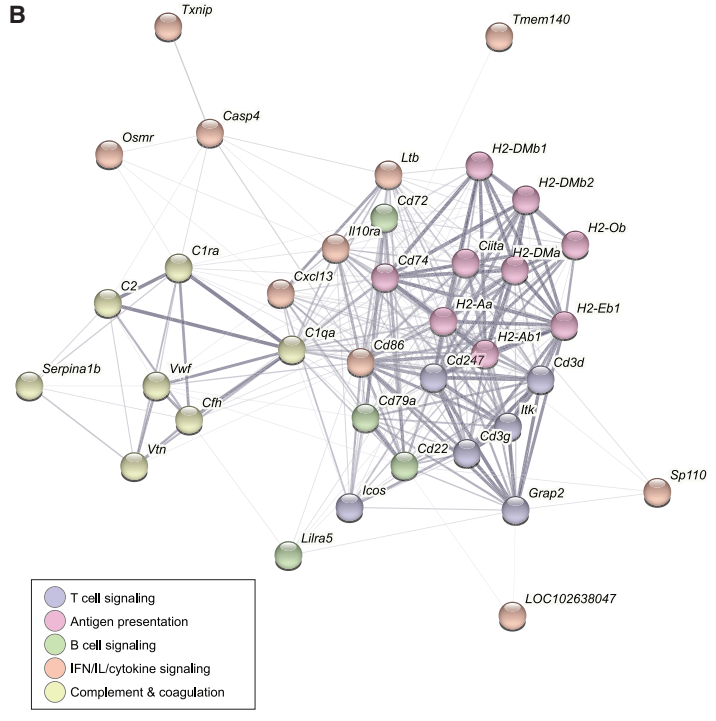 B
Txnip
Tmem140
Casp4
Osmr
Ltb
H2-DMb1
H2-DMb2
Cd72
Il10ra
H2-Ob
C1ra
Cd74
Ciita
H2-DMa
Cxcl13
C2
H2-Aa
H2-Eb1
C1qa
Cd86
H2-Ab1
Serpina1b
Vwf
Cd247
Cd3d
Cfh
Cd79a
Itk
Cd3g
Vtn
Cd22
Sp110
Icos
Grap2
Lilra5
LOC102638047
T cell signaling
Antigen presentation
B cell signaling
IFN/IL/cytokine signaling
Complement & coagulation